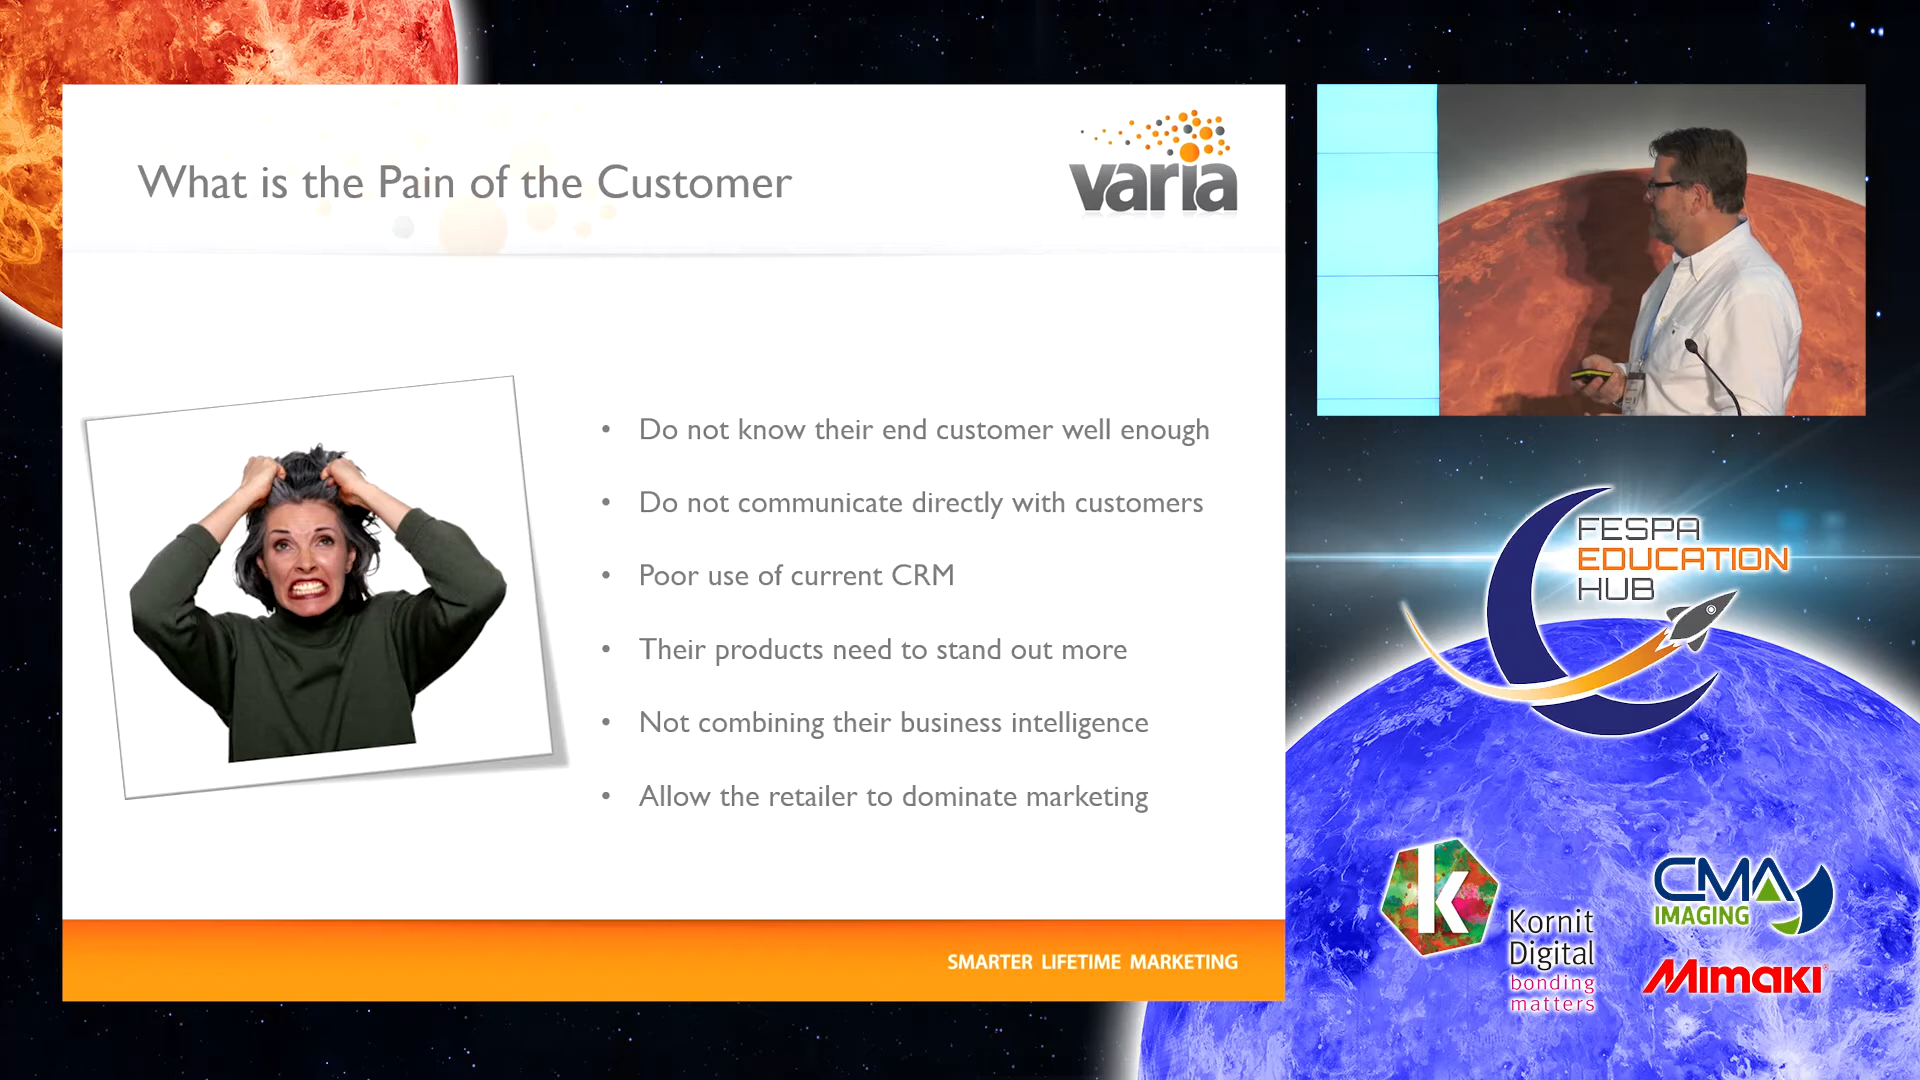 What is the Pain of the Customer
varia
• Do not know their end customer well enough
• Do not communicate directly with customers
• Poor use of current CRM
• Their products need to stand out more
• Not combining their business intelligence
• Allow the retailer to dominate marketing
SMARTER LIFETIME MARKETING
FESPA
EDUCATION
HUB
K
Kornit
Digital
bonding
matters
CMA
IMAGING
Mimaki